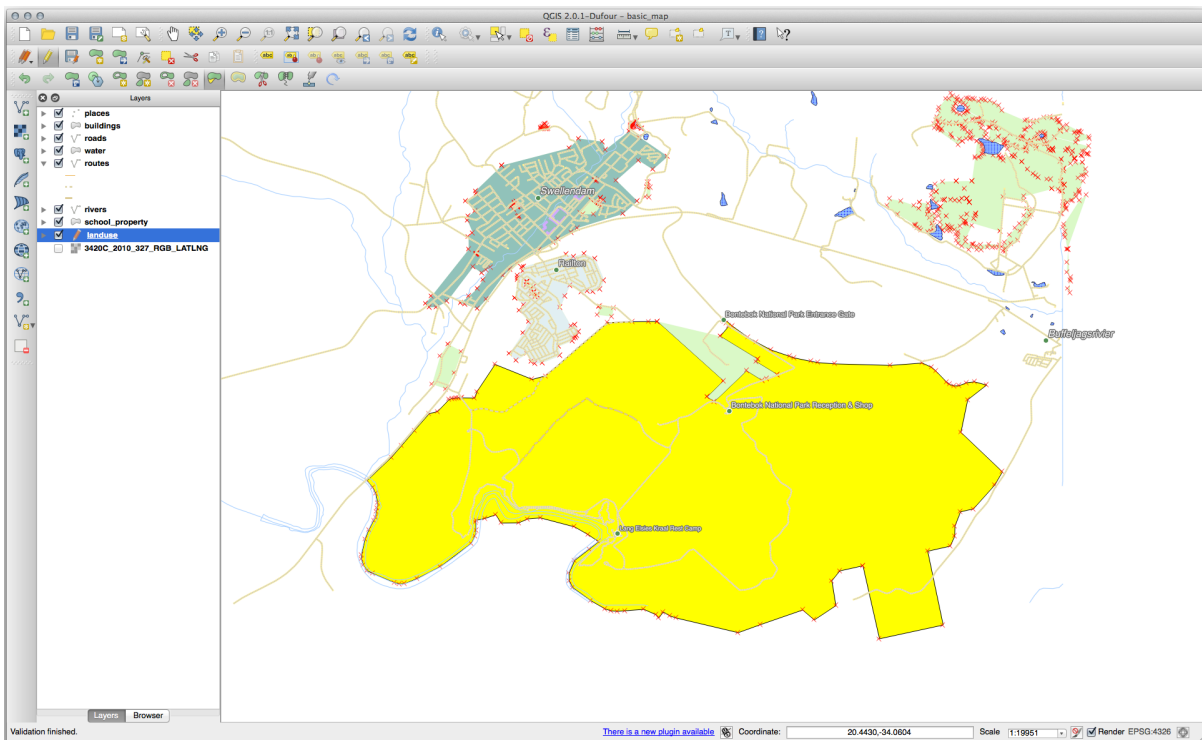 QGIS 2.0.1-Dufour - basic_map
Layers
places
buildings
roads
water
routes
rivers
school_property
landuse
3420C_2010_327_RGB_LATLNG
Swellendam
Railton
Bontebok National Park Entrance Gate
Buffeljagsrivier
Bontebok National Park Reception & Shop
Lang Elsies Kraal Rest Camp
Layers
Browser
Validation finished.
There is a new plugin available
Coordinate:
20.4430,-34.0604
Scale
1:19951
Render
EPSG:4326